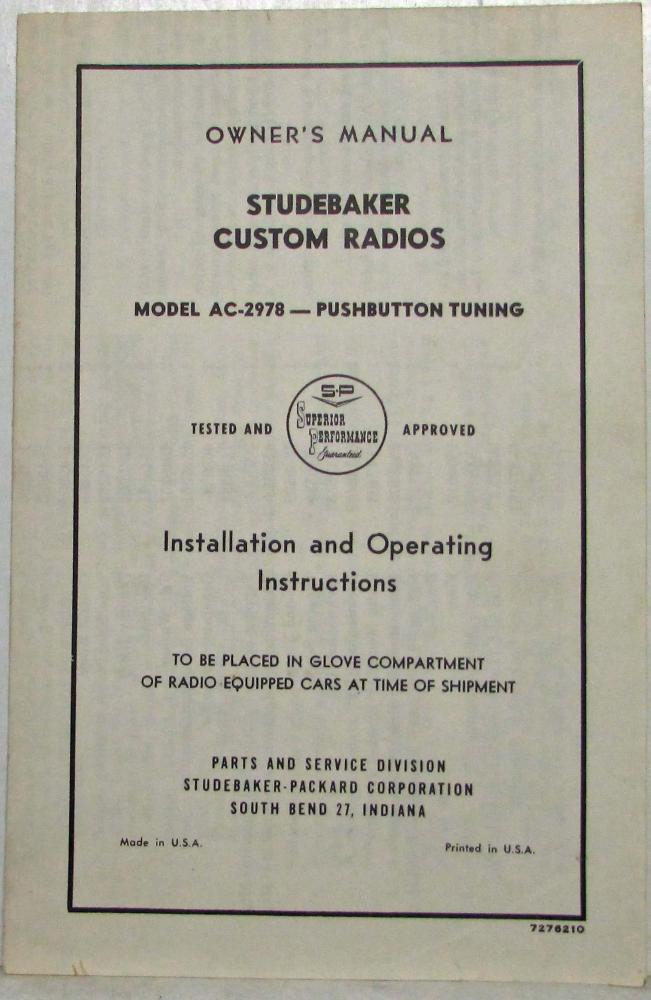 OWNER'S MANUAL
STUDEBAKER
CUSTOM RADIOS
MODEL AC-2978 — PUSHBUTTON TUNING
S-P
TESTED AND SUPERIOR PERFORMANCE APPROVED
Guaranteed
Installation and Operating
Instructions
TO BE PLACED IN GLOVE COMPARTMENT
OF RADIO EQUIPPED CARS AT TIME OF SHIPMENT
PARTS AND SERVICE DIVISION
STUDEBAKER-PACKARD CORPORATION
SOUTH BEND 27, INDIANA
Made in U.S.A. Printed in U.S.A.
7276210